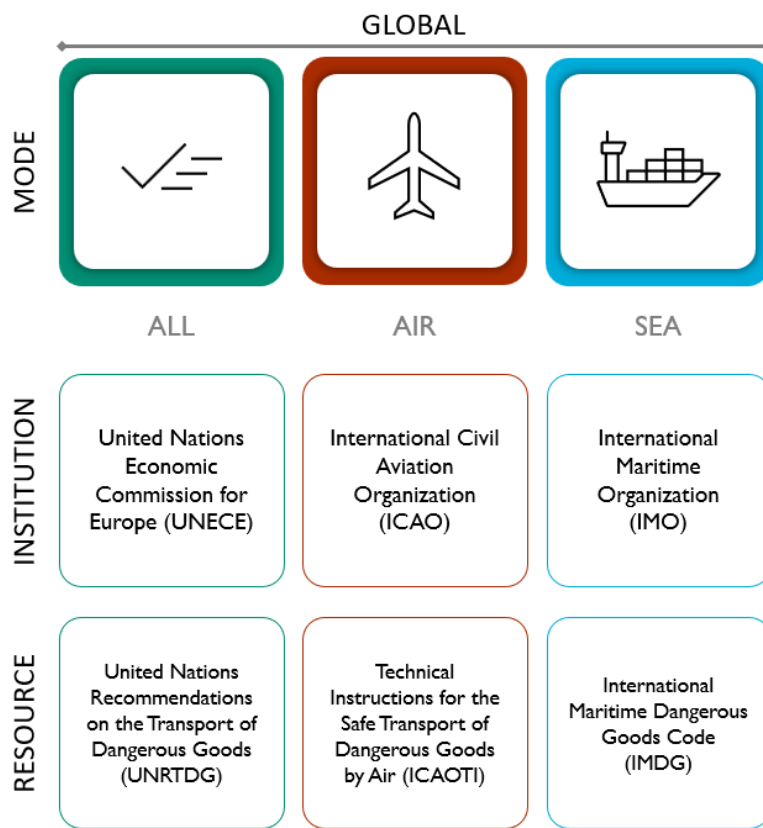 GLOBAL
MODE
ALL
AIR
SEA
INSTITUTION
United Nations
Economic
Commission for
Europe (UNECE)
International Civil
Aviation
Organization
(ICAO)
International
Maritime
Organization
(IMO)
RESOURCE
United Nations
Recommendations
on the Transport of
Dangerous Goods
(UNRTDG)
Technical
Instructions for the
Safe Transport of
Dangerous Goods
by Air (ICAOTI)
International
Maritime Dangerous
Goods Code
(IMDG)